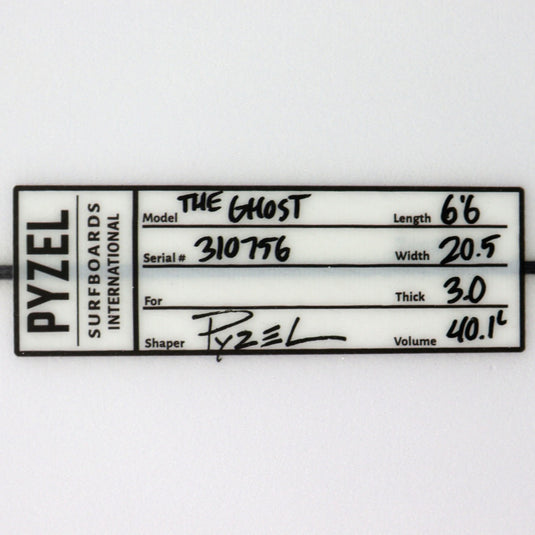 PYZEL
SURFBOARDS
INTERNATIONAL
Model THE GHOST Length 6'6
Serial # 310756 Width 20.5
For Thick 3.0
Shaper PYZEL Volume 40.1L